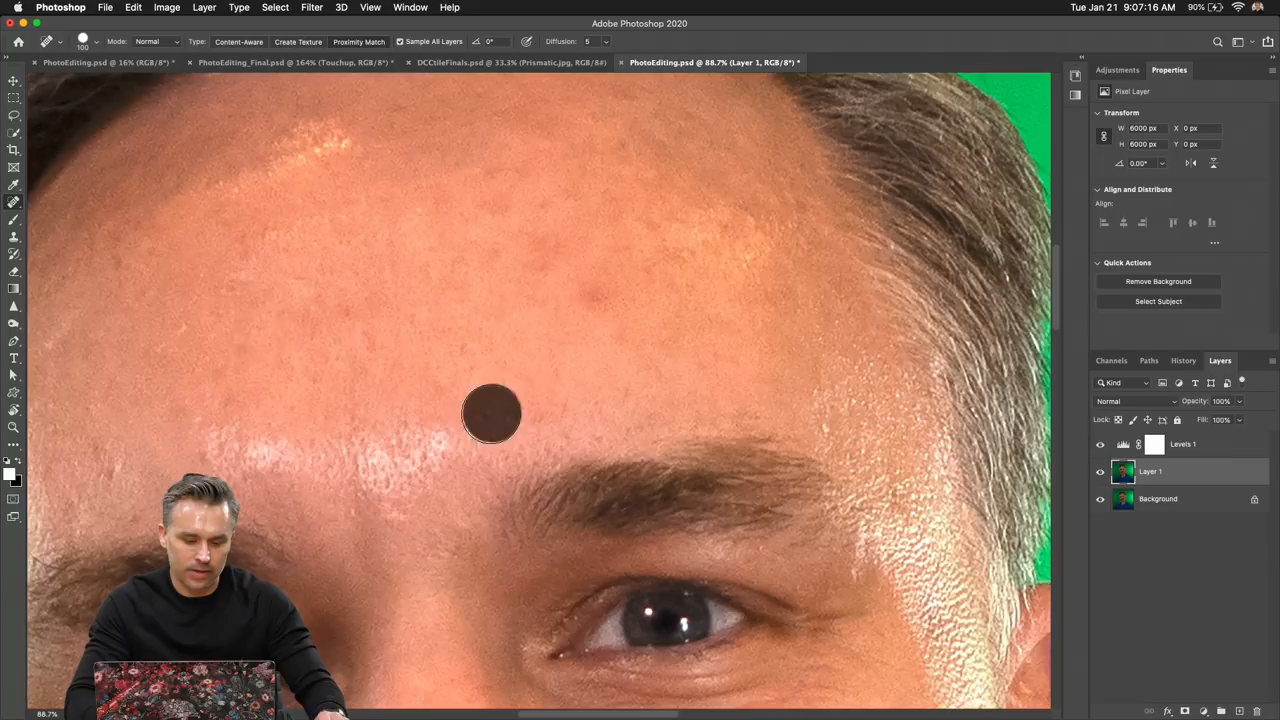 Photoshop File Edit Image Layer Type Select Filter 3D View Window Help 90% Tue Jan 21 9:07:16 AM
Adobe Photoshop 2020
100 Mode: Normal Type: Content-Aware Create Texture Proximity Match Sample All Layers 0° Diffusion: 5
PhotoEditing.psd @ 16% (RGB/8*) * PhotoEditing_Final.psd @ 164% (Touchup, RGB/8*) * DCCtileFinals.psd @ 33.3% (Prismatic.jpg, RGB/8#) PhotoEditing.psd @ 88.7% (Layer 1, RGB/8*) *
Adjustments Properties
Pixel Layer
Transform
W 6000 px X 0 px
H 6000 px Y 0 px
0.00°
Align and Distribute
Align:
Quick Actions
Remove Background
Select Subject
Channels Paths History Layers
Kind
Normal Opacity: 100%
Lock: Fill: 100%
Levels 1
Layer 1
Background
88.7%